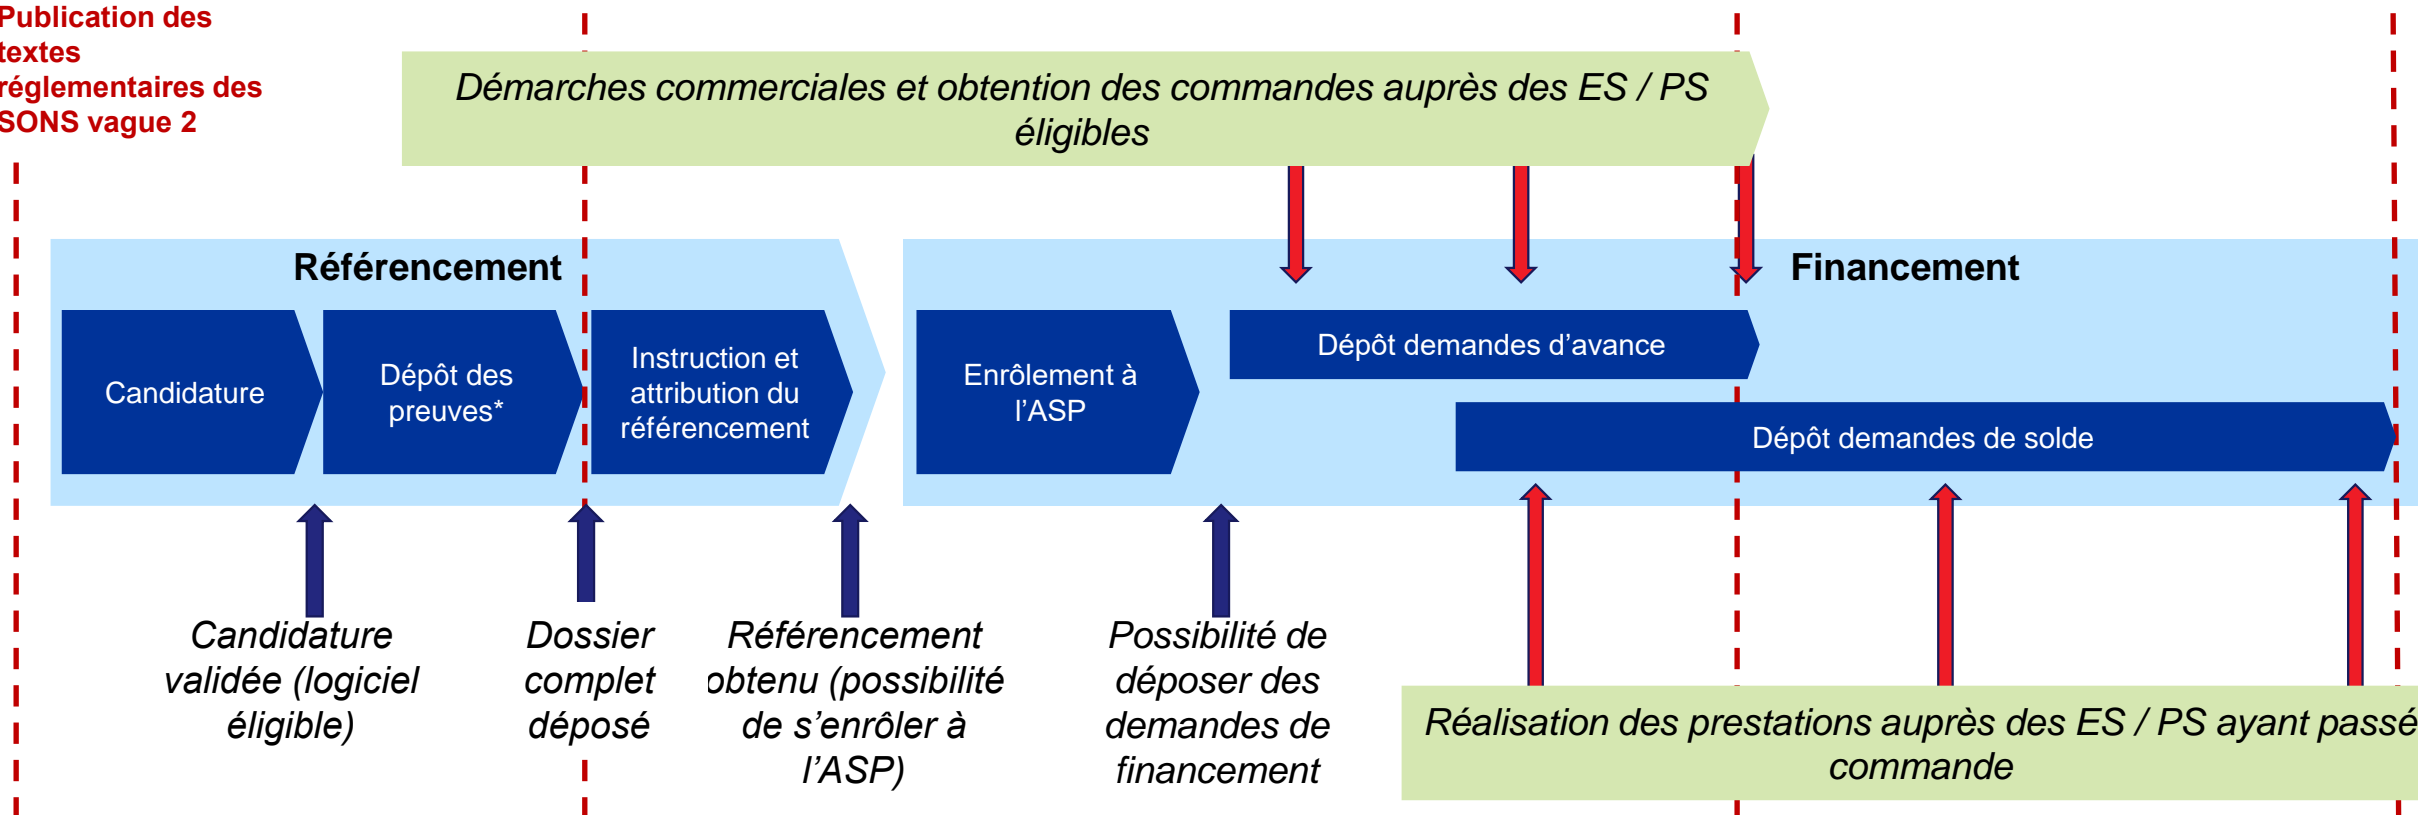 Publication des
textes
réglementaires des
SONS vague 2
Démarches commerciales et obtention des commandes auprès des ES / PS
éligibles
Référencement
Financement
Candidature
Dépôt des
preuves*
Instruction et
attribution du
référencement
Enrôlement à
l’ASP
Dépôt demandes d’avance
Dépôt demandes de solde
Candidature
validée (logiciel
éligible)
Dossier
complet
déposé
Référencement
obtenu (possibilité
de s’enrôler à
l’ASP)
Possibilité de
déposer des
demandes de
financement
Réalisation des prestations auprès des ES / PS ayant passé
commande